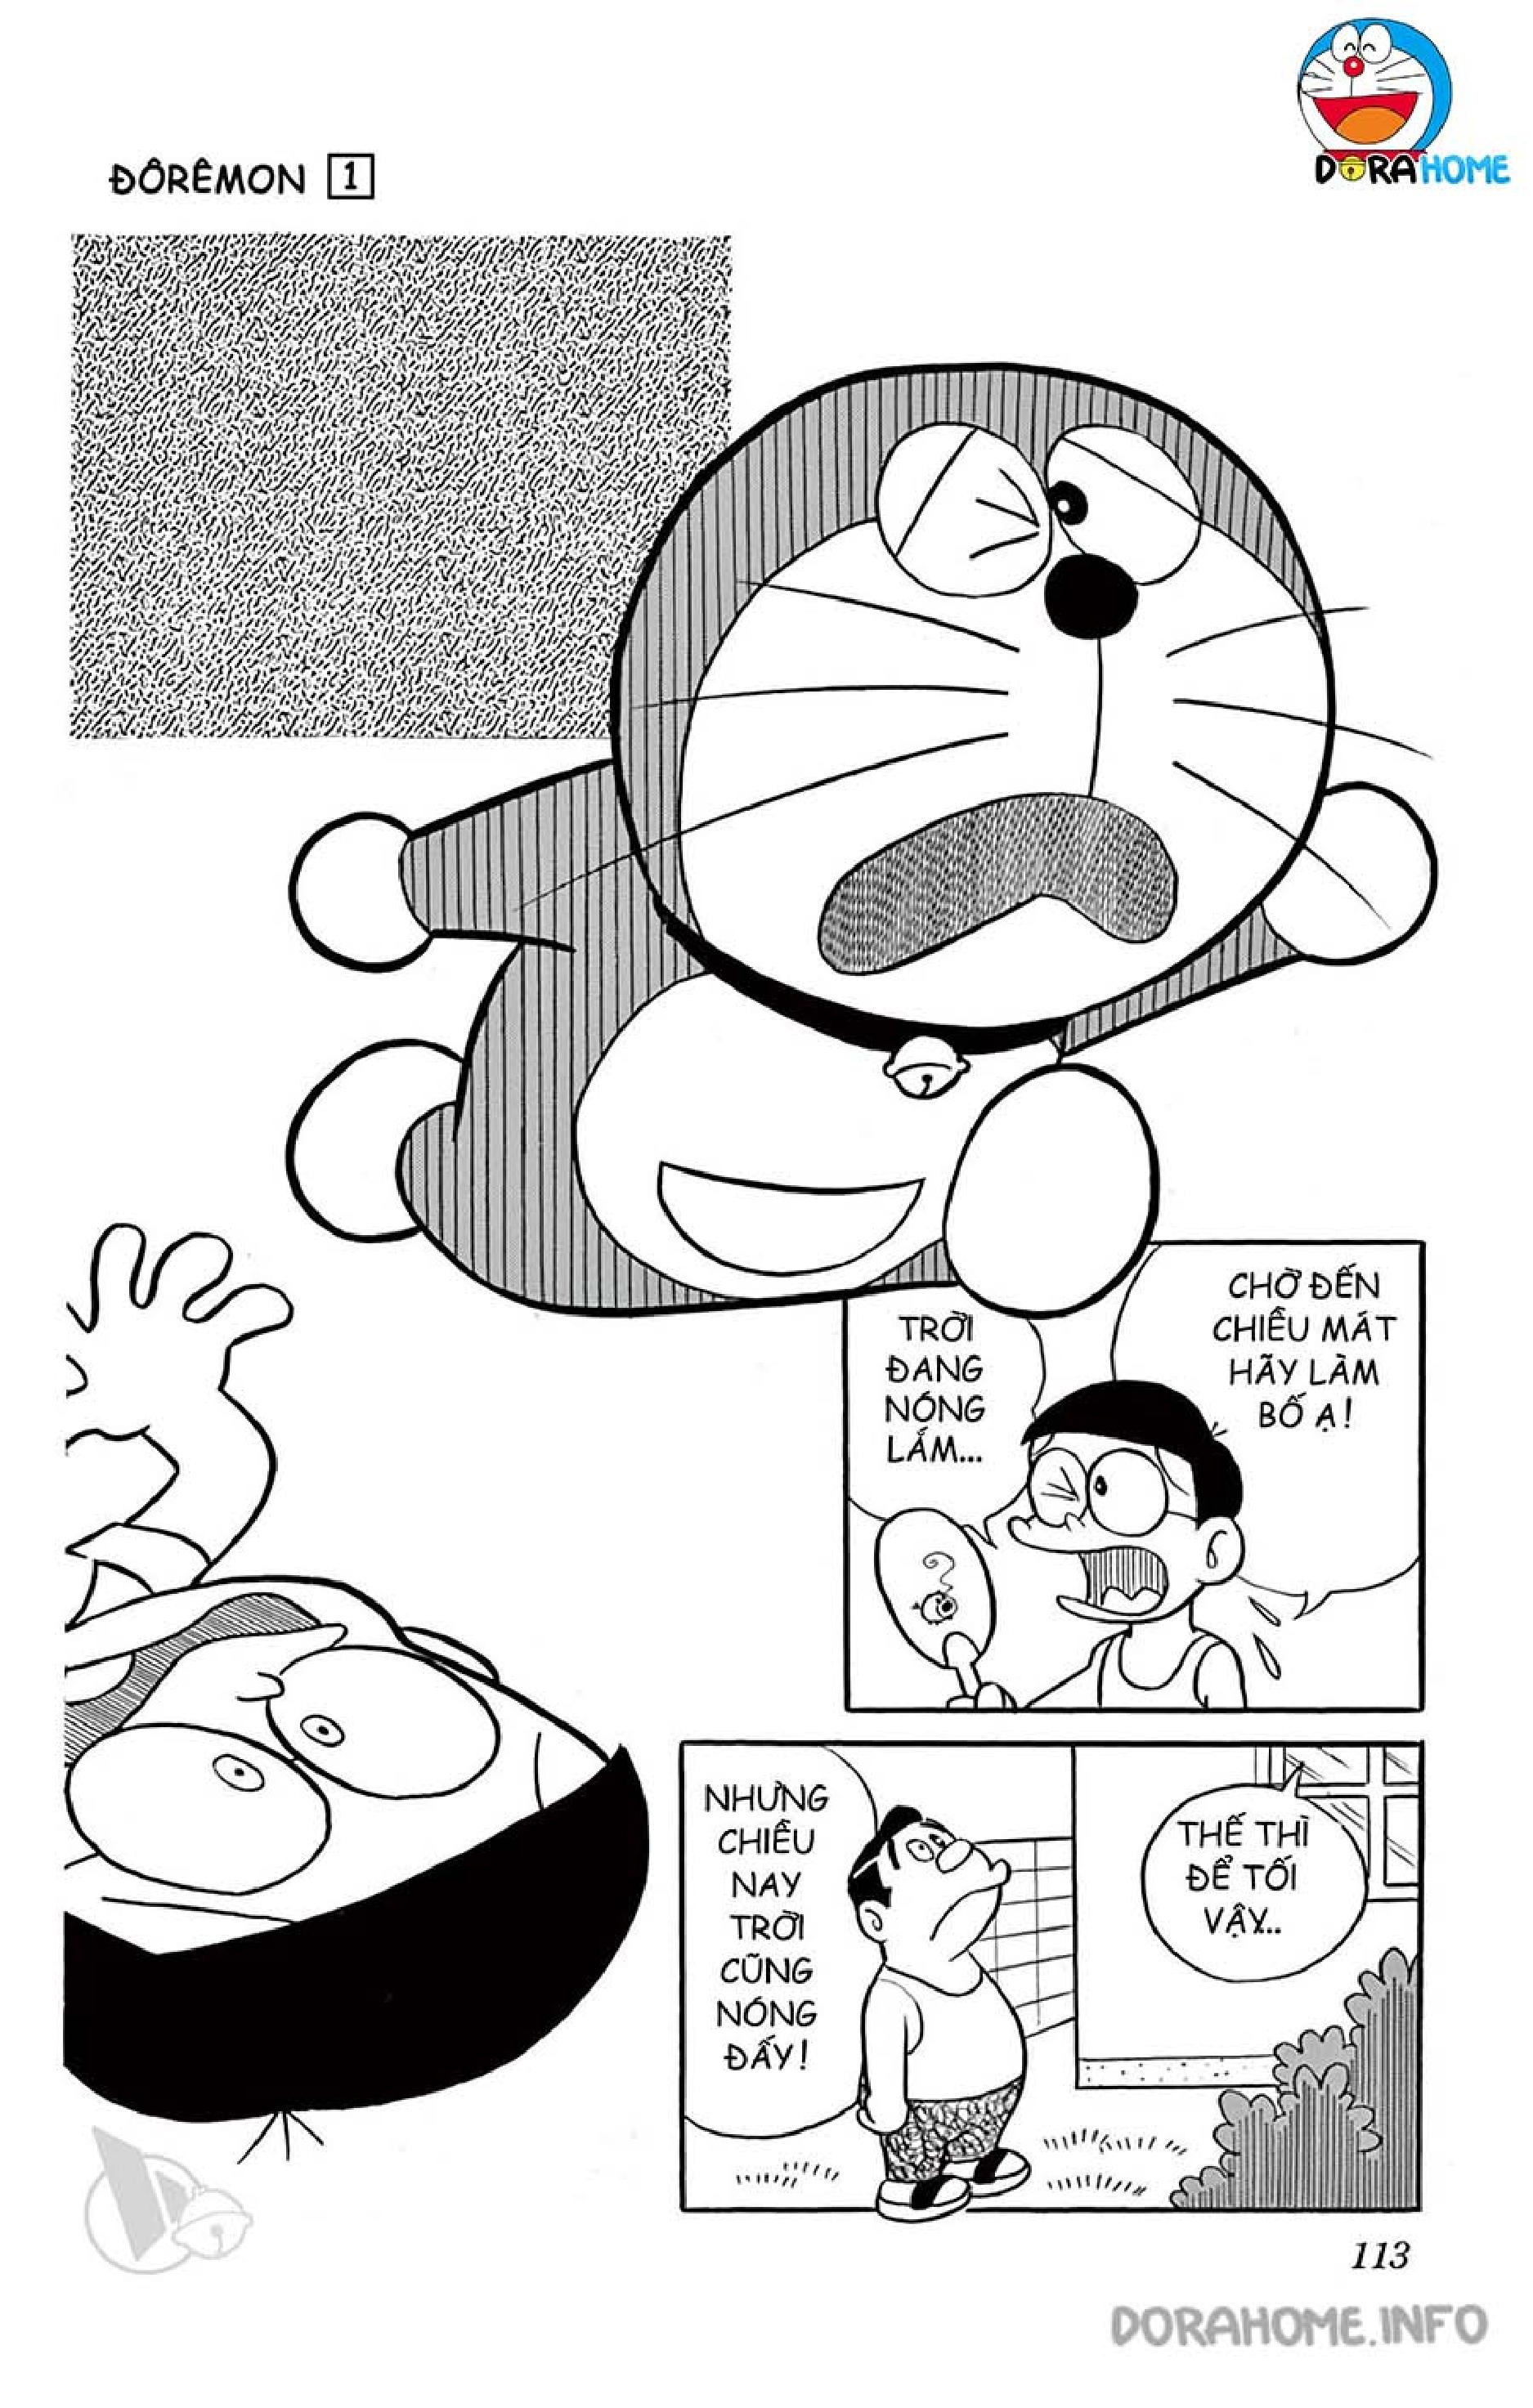 DORAHOME
ĐÔRÊMON 1
TRỜI
ĐANG
NÓNG
LẮM...
CHỜ ĐẾN
CHIỀU MÁT
HÃY LÀM
BỐ Ạ!
NHƯNG
CHIỀU
NAY
TRỜI
CŨNG
NÓNG
ĐẤY!
THẾ THÌ
ĐỂ TỐI
VẬY...
113
DORAHOME.INFO